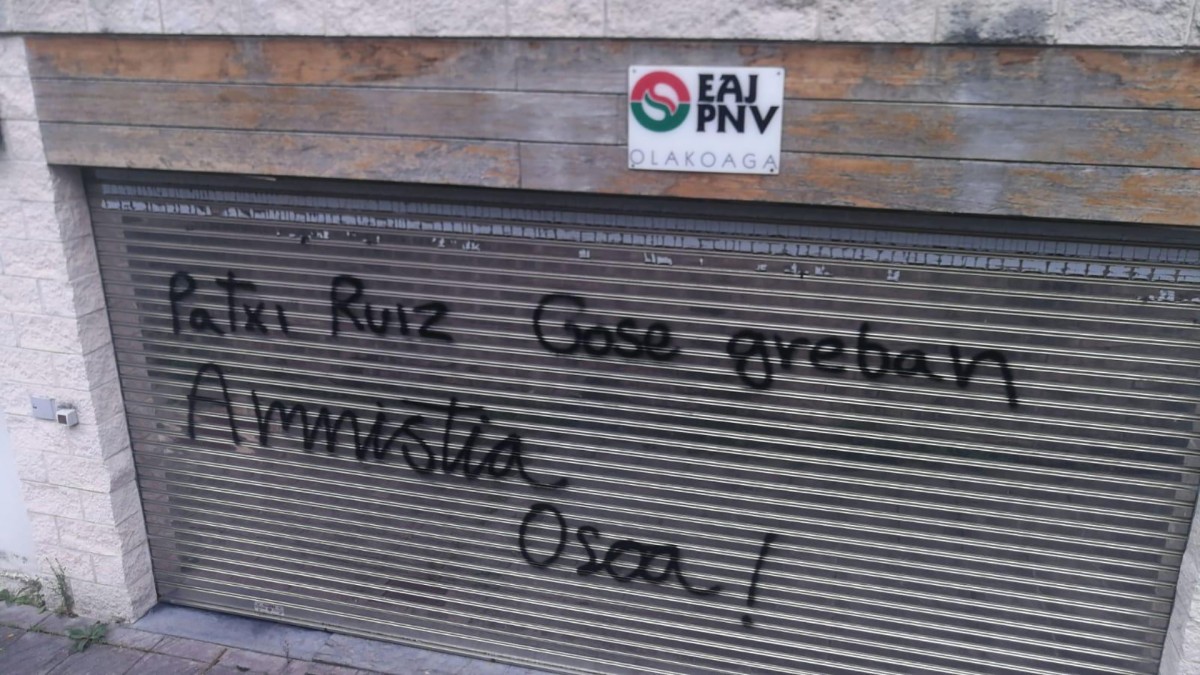 EAJ
PNV
OLAKOAGA
Patxi Ruiz Gose greban
Amnistia
Osoa!